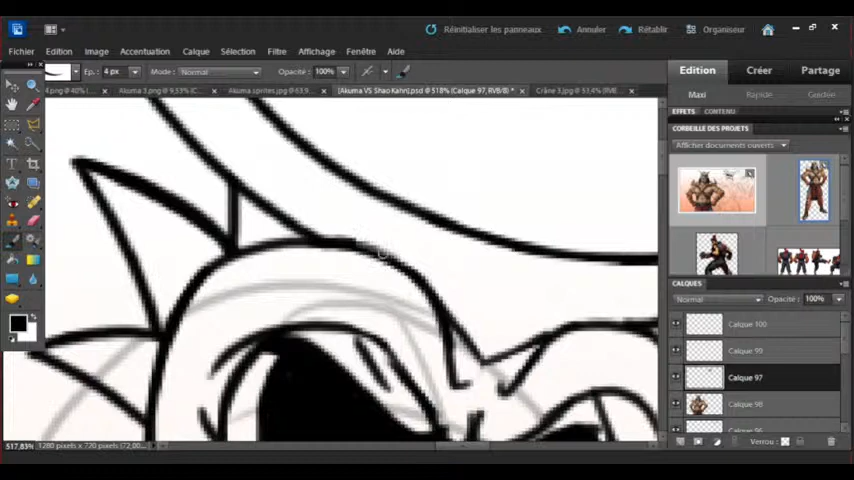 Réinitialiser les panneaux. Annuler Rétablir Organiseur
Fichier Edition Image Accentuation Calque Sélection Filtre Affichage Fenêtre Aide
Ep.: 4 px Mode: Normal Opacité: 100%
Edition Créer Partage
4.png @ 40% Akuma 3.png @ 9,53% Akuma sprites.jpg @ 63,9 (Akuma VS Shao Kahn).psd @ 518% (Calque 97, RVB/8) * Crâne 3.jpg @ 53,4% (RVB/8)
Maxi Rapide Guidée
EFFETS CONTENU
CORBEILLE DES PROJETS
Afficher documents ouverts
CALQUES
Normal Opacité: 100%
Calque 100
Calque 99
Calque 97
Calque 98
Calque 96
517,83% 1280 pixels x 720 pixels (72,00...
Verrou: